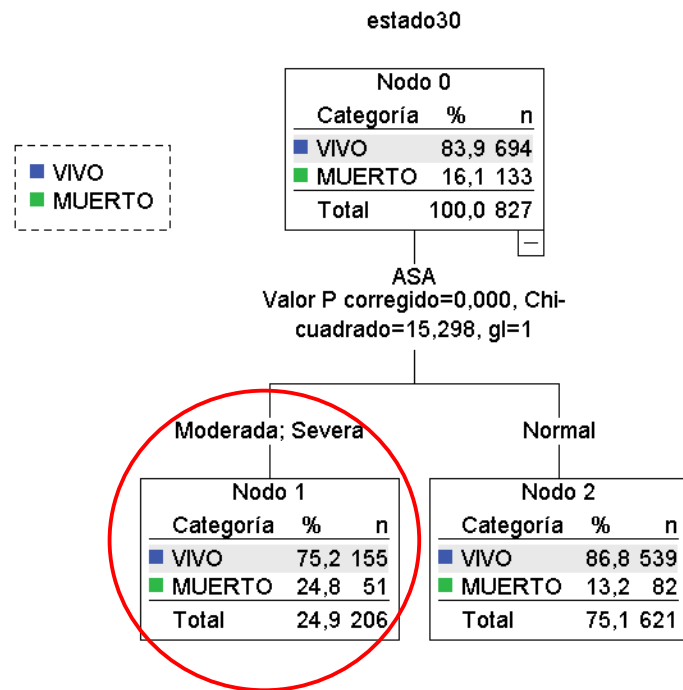 estado30
VIVO
MUERTO
Nodo 0
Categoría % n
VIVO 83,9 694
MUERTO 16,1 133
Total 100,0 827
ASA
Valor P corregido=0,000, Chi-
cuadrado=15,298, gl=1
Moderada; Severa
Normal
Nodo 1
Categoría % n
VIVO 75,2 155
MUERTO 24,8 51
Total 24,9 206
Nodo 2
Categoría % n
VIVO 86,8 539
MUERTO 13,2 82
Total 75,1 621